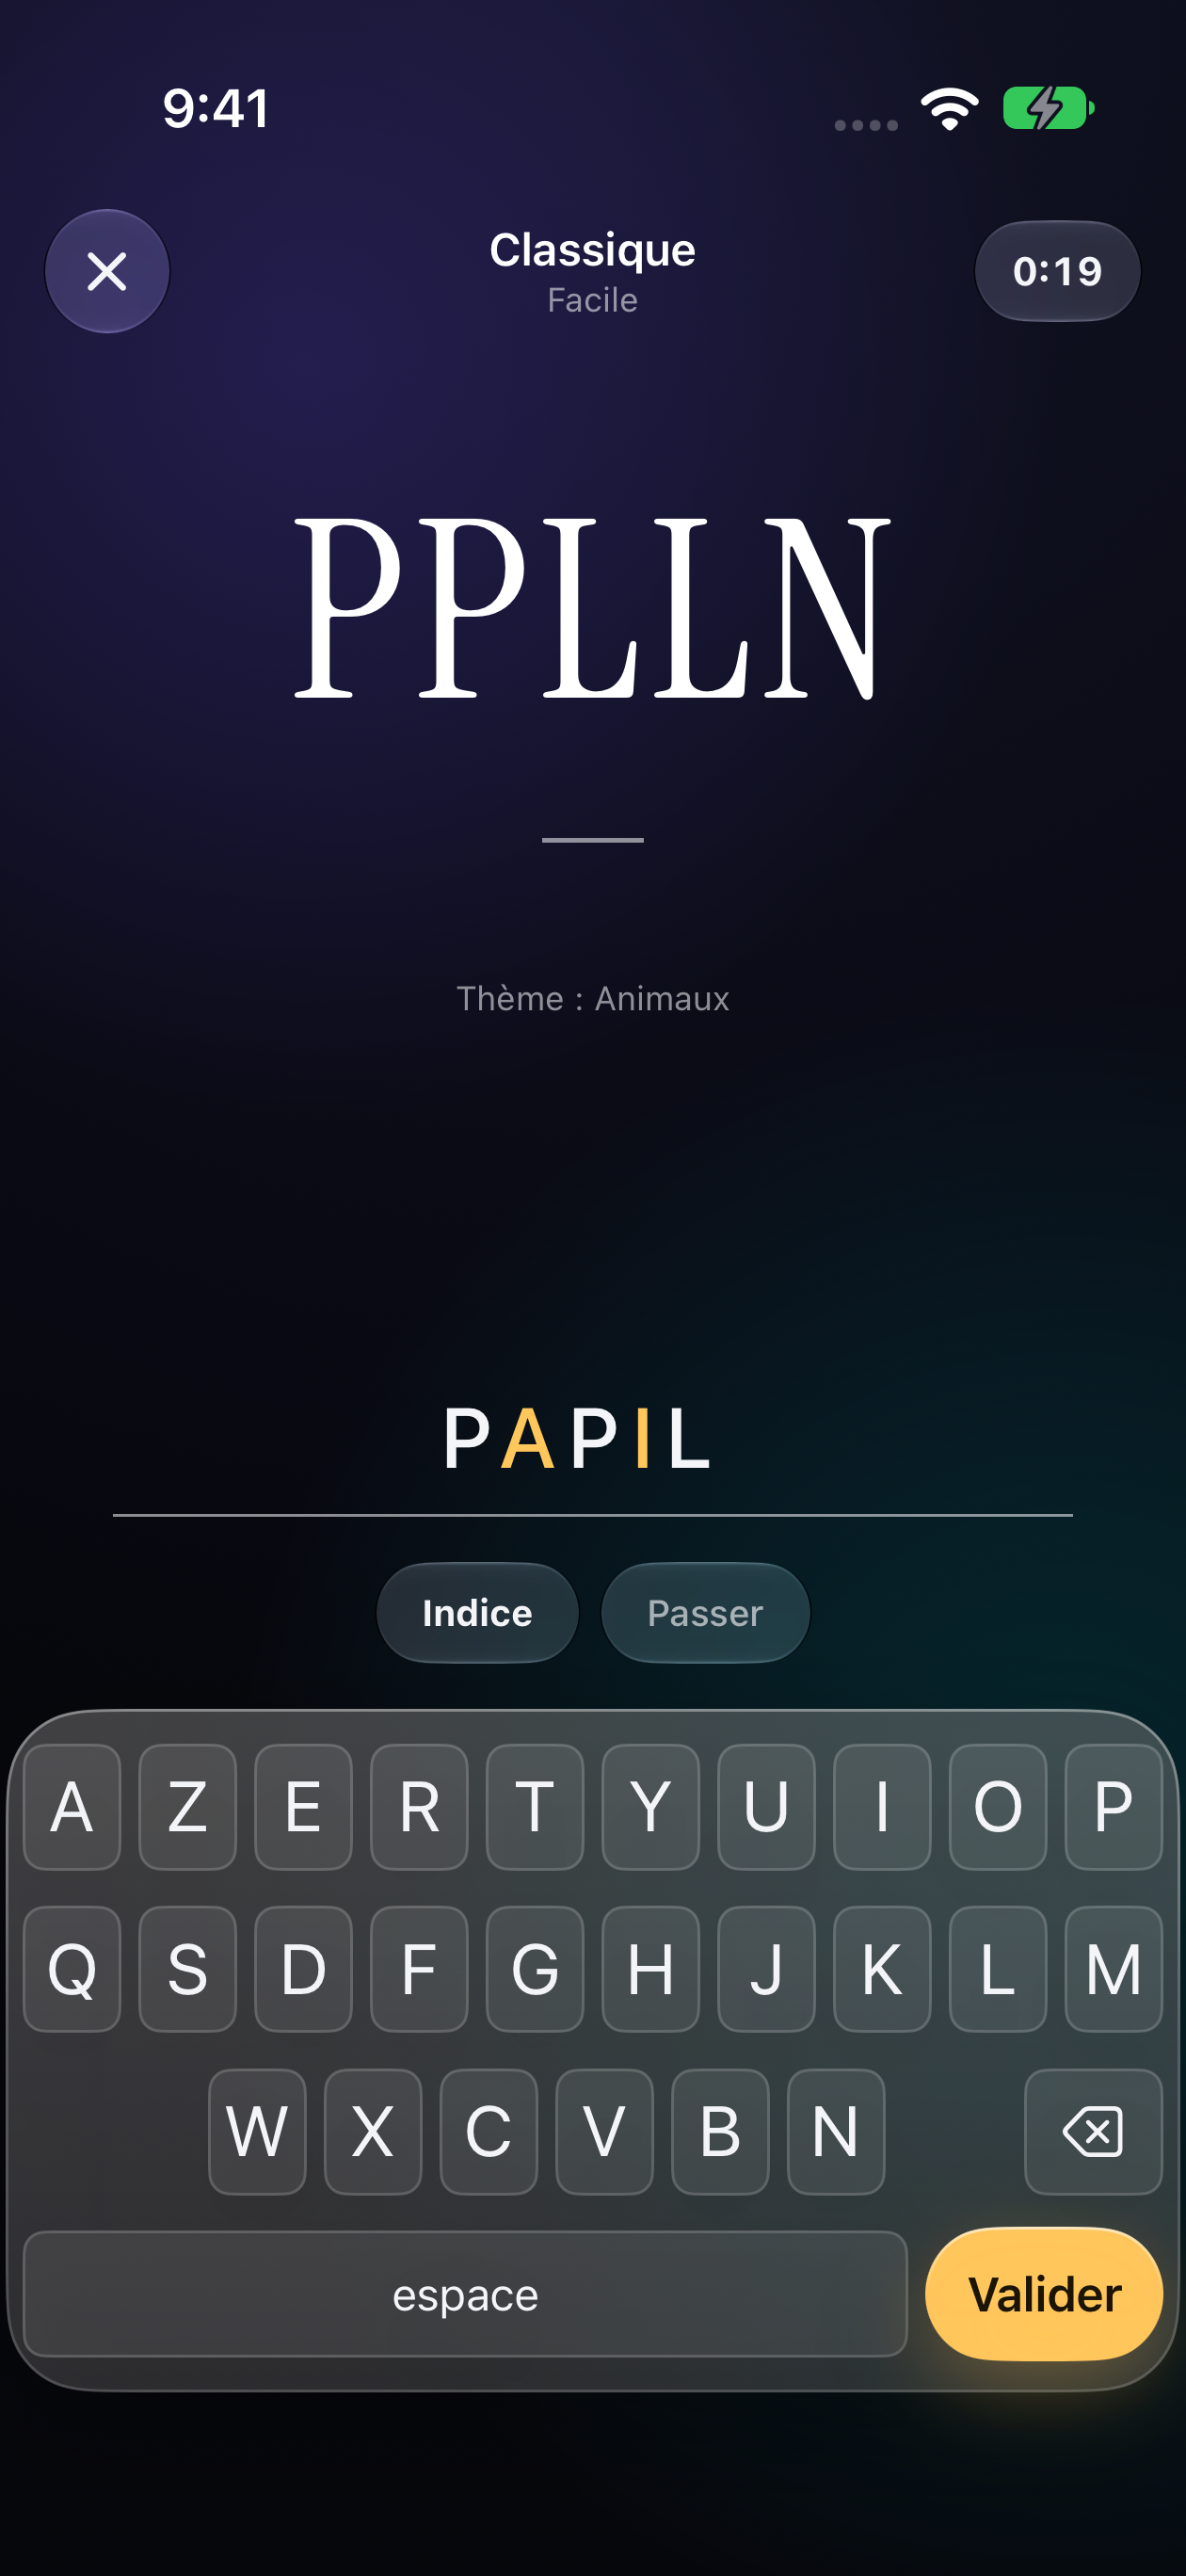 9:41
Classique
Facile
0:19
PPLLN
Thème : Animaux
PAPIL
Indice
Passer
A Z E R T Y U I O P
Q S D F G H J K L M
W X C V B N
espace
Valider